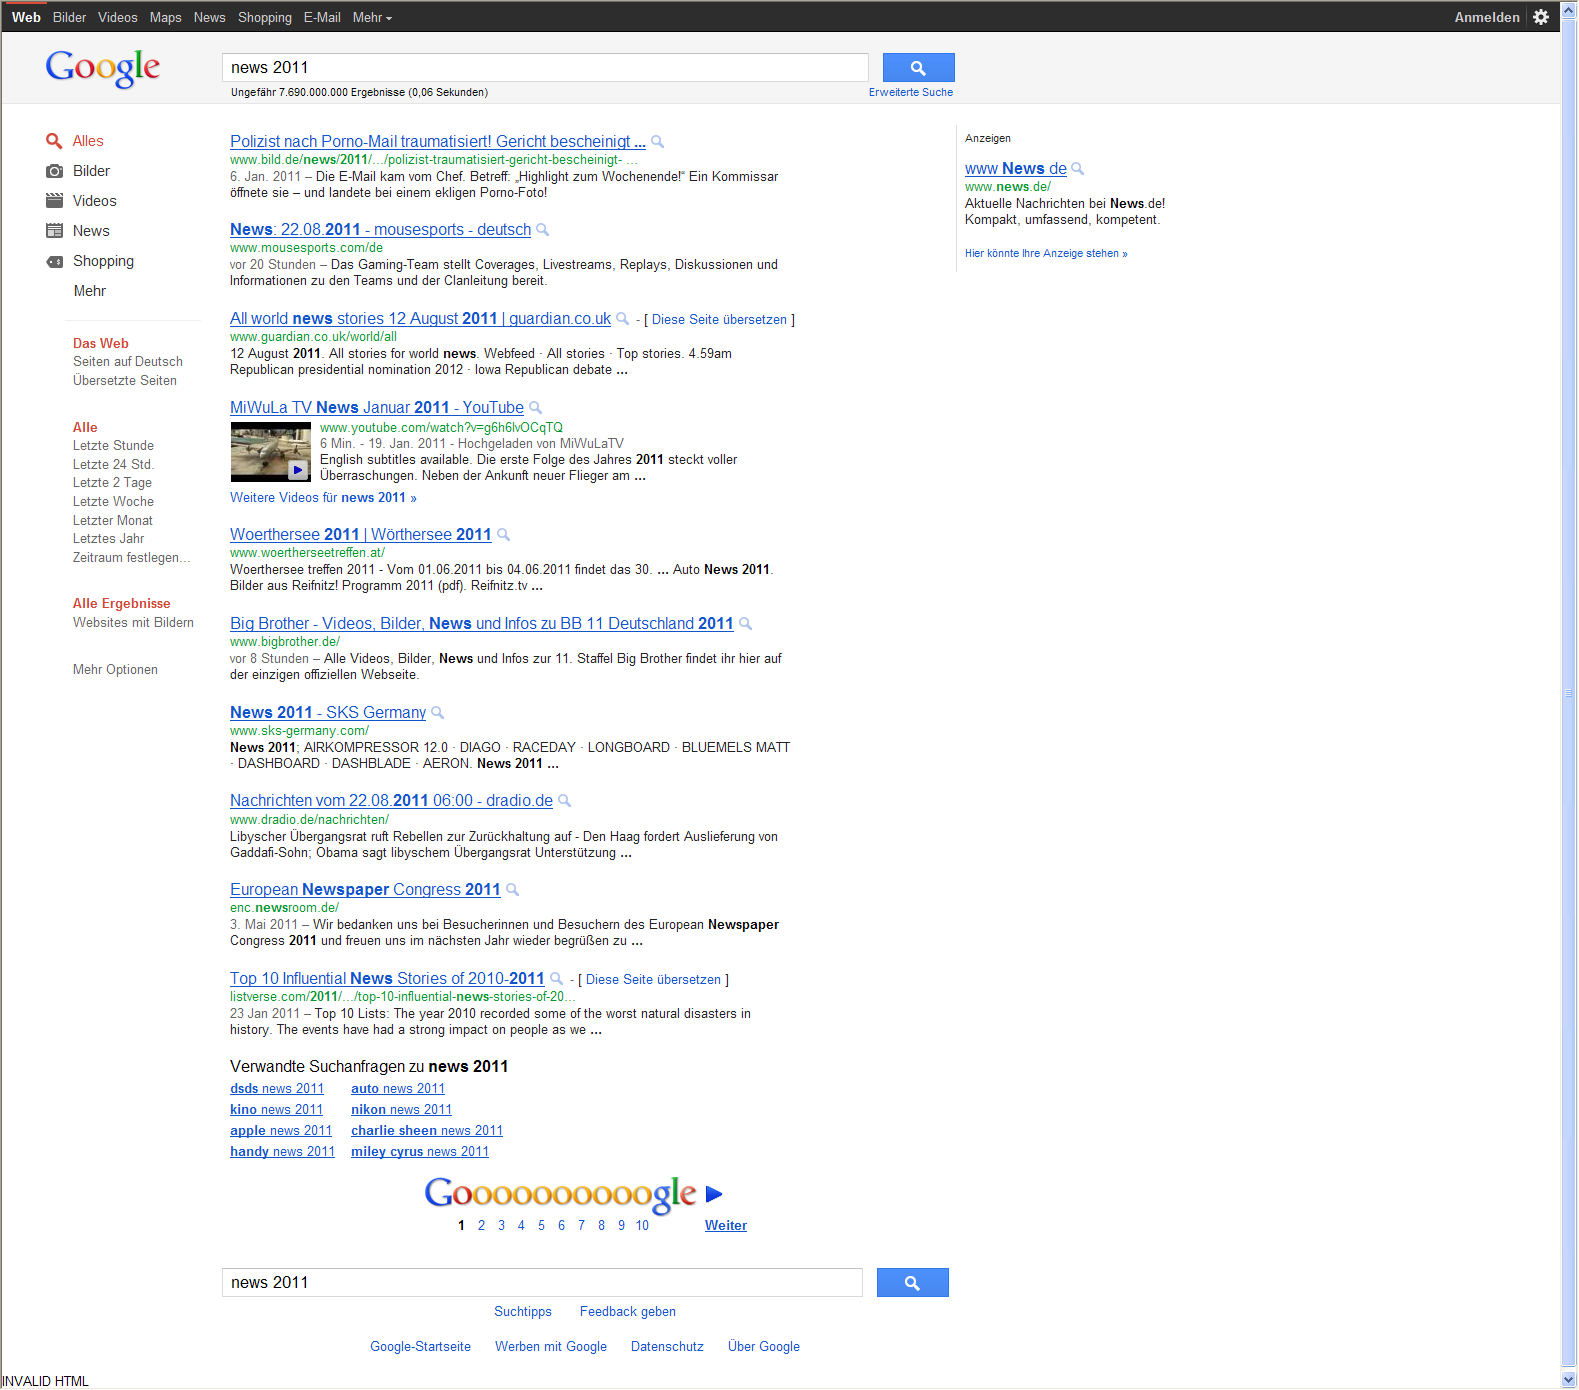 Web Bilder Videos Maps News Shopping E-Mail Mehr Anmelden
Google
news 2011
Ungefähr 7.690.000.000 Ergebnisse (0,06 Sekunden)
Erweiterte Suche
Alles
Bilder
Videos
News
Shopping
Mehr
Das Web
Seiten auf Deutsch
Übersetzte Seiten
Alle
Letzte Stunde
Letzte 24 Std.
Letzte 2 Tage
Letzte Woche
Letzter Monat
Letztes Jahr
Zeitraum festlegen...
Alle Ergebnisse
Websites mit Bildern
Mehr Optionen
Polizist nach Porno-Mail traumatisiert! Gericht bescheinigt ...
www.bild.de/news/2011/.../polizist-traumatisiert-gericht-bescheinigt- ...
6. Jan. 2011 – Die E-Mail kam vom Chef. Betreff: „Highlight zum Wochenende!“ Ein Kommissar
öffnete sie – und landete bei einem ekligen Porno-Foto!
News: 22.08.2011 - mousesports - deutsch
www.mousesports.com/de
vor 20 Stunden – Das Gaming-Team stellt Coverages, Livestreams, Replays, Diskussionen und
Informationen zu den Teams und der Clanleitung bereit.
All world news stories 12 August 2011 | guardian.co.uk - [ Diese Seite übersetzen ]
www.guardian.co.uk/world/all
12 August 2011. All stories for world news. Webfeed · All stories · Top stories. 4.59am
Republican presidential nomination 2012 · Iowa Republican debate ...
MiWuLa TV News Januar 2011 - YouTube
www.youtube.com/watch?v=g6h6lvOCqTQ
6 Min. - 19. Jan. 2011 - Hochgeladen von MiWuLaTV
English subtitles available. Die erste Folge des Jahres 2011 steckt voller
Überraschungen. Neben der Ankunft neuer Flieger am ...
Weitere Videos für news 2011 »
Woerthersee 2011 | Wörthersee 2011
www.woertherseetreffen.at/
Woerthersee treffen 2011 - Vom 01.06.2011 bis 04.06.2011 findet das 30. ... Auto News 2011.
Bilder aus Reifnitz! Programm 2011 (pdf). Reifnitz.tv ...
Big Brother - Videos, Bilder, News und Infos zu BB 11 Deutschland 2011
www.bigbrother.de/
vor 8 Stunden – Alle Videos, Bilder, News und Infos zur 11. Staffel Big Brother findet ihr hier auf
der einzigen offiziellen Webseite.
News 2011 - SKS Germany
www.sks-germany.com/
News 2011; AIRKOMPRESSOR 12.0 · DIAGO · RACEDAY · LONGBOARD · BLUEMELS MATT
· DASHBOARD · DASHBLADE · AERON. News 2011 ...
Nachrichten vom 22.08.2011 06:00 - dradio.de
www.dradio.de/nachrichten/
Libyscher Übergangsrat ruft Rebellen zur Zurückhaltung auf - Den Haag fordert Auslieferung von
Gaddafi-Sohn; Obama sagt libyschem Übergangsrat Unterstützung ...
European Newspaper Congress 2011
enc.newsroom.de/
3. Mai 2011 – Wir bedanken uns bei Besucherinnen und Besuchern des European Newspaper
Congress 2011 und freuen uns im nächsten Jahr wieder begrüßen zu ...
Top 10 Influential News Stories of 2010-2011 - [ Diese Seite übersetzen ]
listverse.com/2011/.../top-10-influential-news-stories-of-20...
23 Jan 2011 – Top 10 Lists: The year 2010 recorded some of the worst natural disasters in
history. The events have had a strong impact on people as we ...
Anzeigen
www News de
www.news.de/
Aktuelle Nachrichten bei News.de!
Kompakt, umfassend, kompetent.
Hier könnte Ihre Anzeige stehen »
Verwandte Suchanfragen zu news 2011
dsds news 2011 auto news 2011
kino news 2011 nikon news 2011
apple news 2011 charlie sheen news 2011
handy news 2011 miley cyrus news 2011
Goooooooooogle
1 2 3 4 5 6 7 8 9 10 Weiter
news 2011
Suchtipps Feedback geben
Google-Startseite Werben mit Google Datenschutz Über Google
INVALID HTML